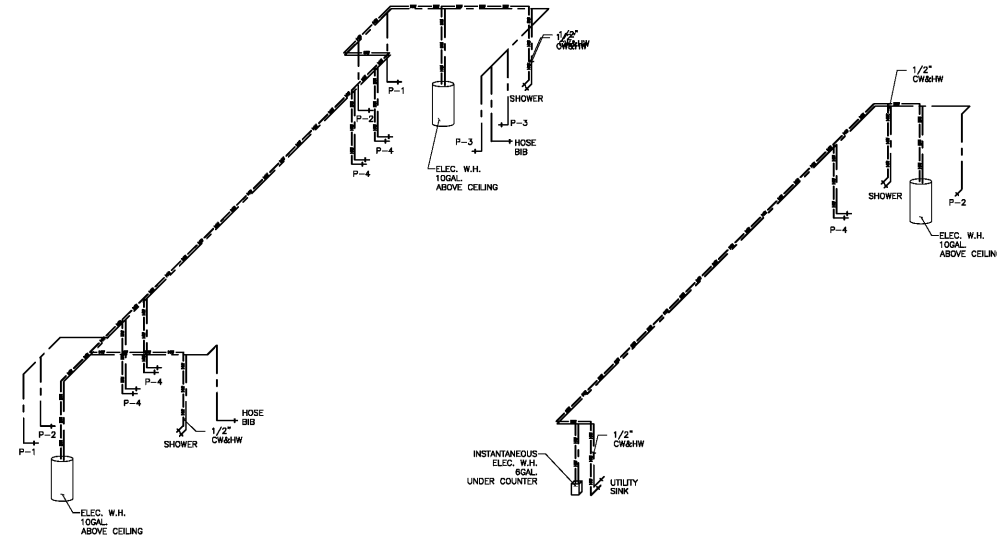 1/2"
CW&HW
P-1
P-2
P-4
P-4
SHOWER
P-3
P-3
HOSE
BIB
ELEC. W.H.
10GAL.
ABOVE CEILING
1/2"
CW&HW
SHOWER
P-2
P-4
ELEC. W.H.
10GAL.
ABOVE CEILIN
P-4
P-4
P-2
P-1
SHOWER
1/2"
CW&HW
HOSE
BIB
ELEC. W.H.
10GAL.
ABOVE CEILING
1/2"
CW&HW
INSTANTANEOUS
ELEC. W.H.
6GAL.
UNDER COUNTER
UTILITY
SINK